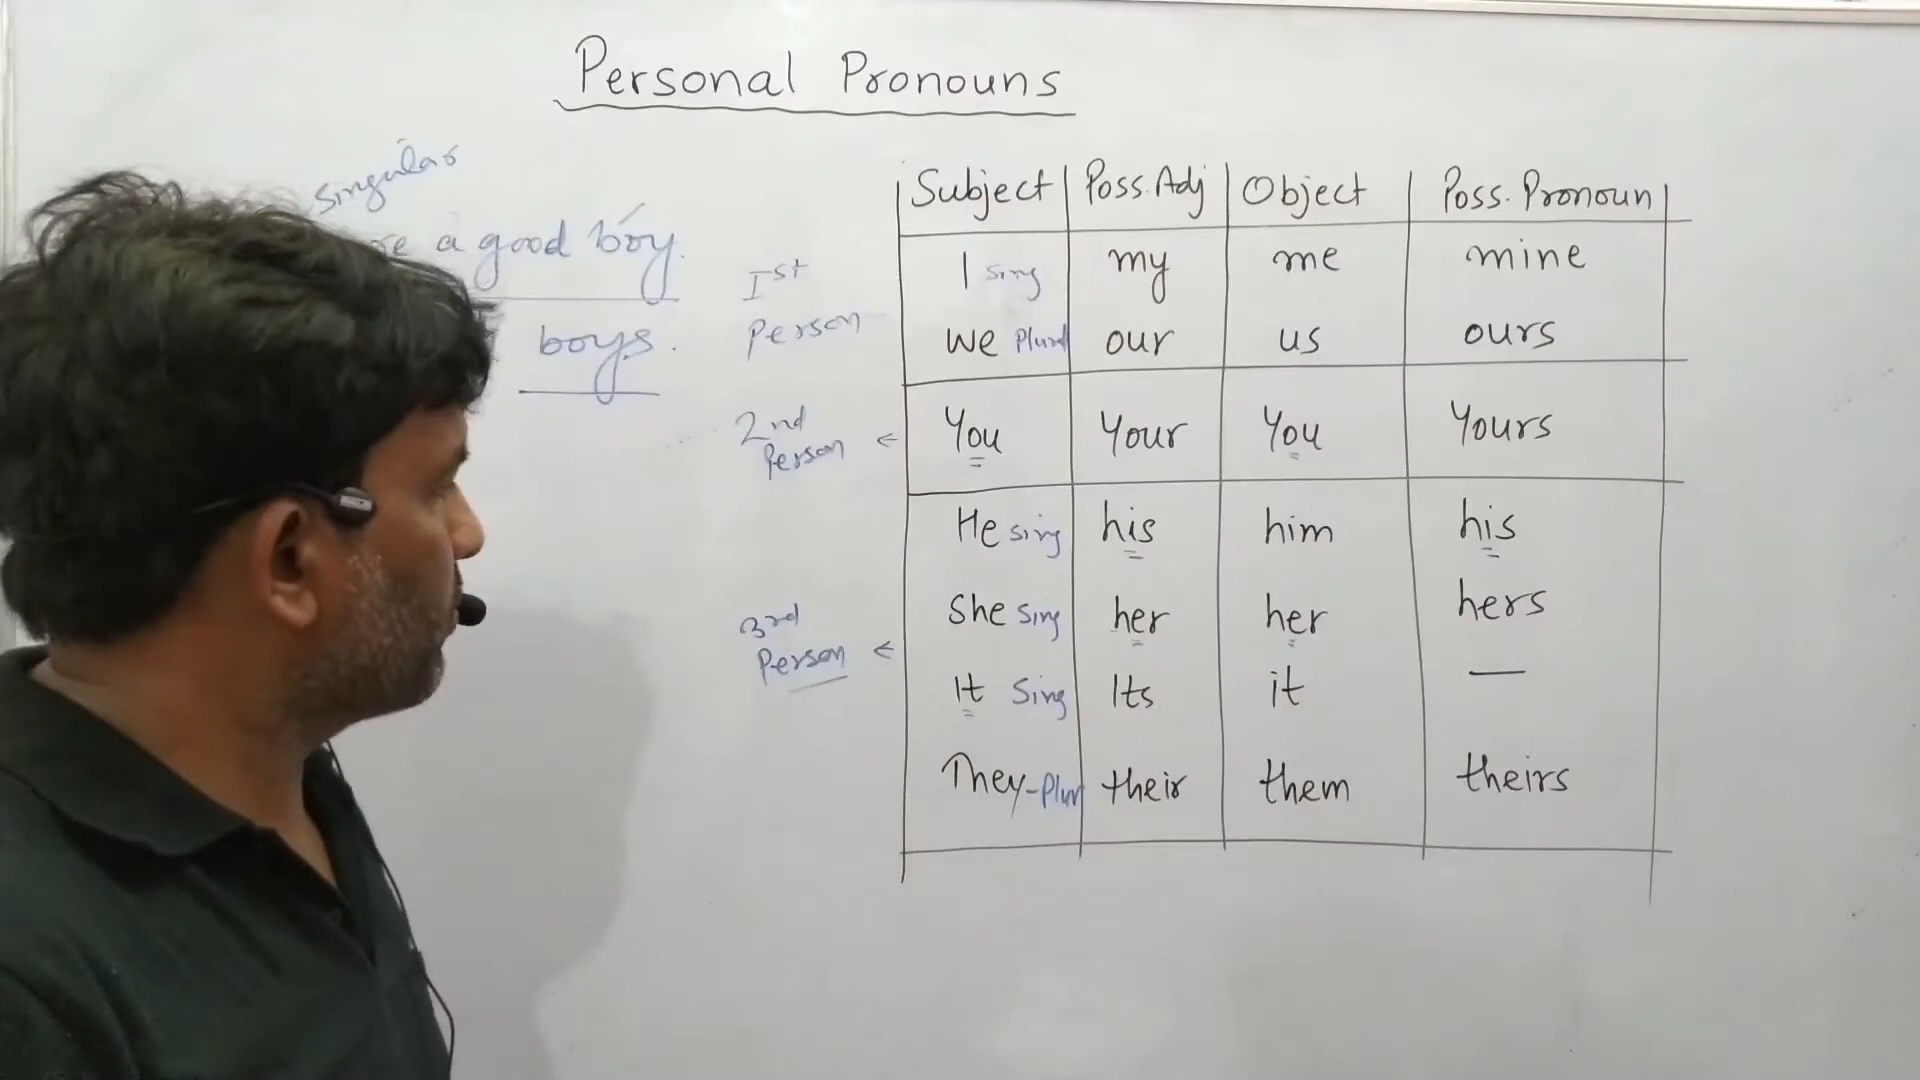 Personal Pronouns
Singular
a good boy.
boys.
Subject Poss. Adj Object Poss. Pronoun
Ist Person
I sing my me mine
we Plural our us ours
2nd Person ← You Your You Yours
He sing his him his
3rd Person ←
She Sing her her hers
It Sing Its it —
They - Plur their them theirs